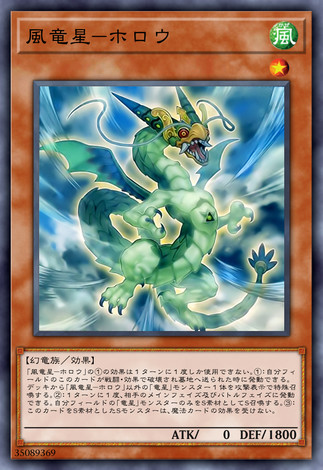 風竜星－ホロウ
風
【幻竜族／効果】
「風竜星－ホロウ」の①の効果は１ターンに１度しか使用できない。①：自分フィ
ールドのこのカードが戦闘・効果で破壊され墓地へ送られた時に発動できる。
デッキから「風竜星－ホロウ」以外の「竜星」モンスター１体を攻撃表示で特殊召
喚する。②：１ターンに１度、相手のメインフェイズ及びバトルフェイズに発動
できる。自分フィールドの「竜星」モンスターのみをS素材としてS召喚する。③
：このカードをS素材としたSモンスターは、魔法カードの効果を受けない。
ATK/ 0 DEF/1800
35089369